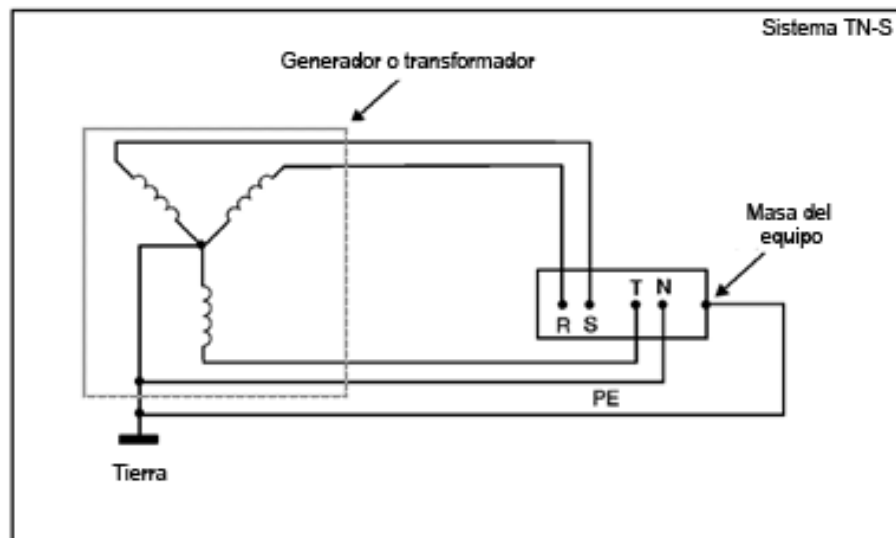 Sistema TN-S
Generador o transformador
Masa del
equipo
T N
R S
PE
Tierra